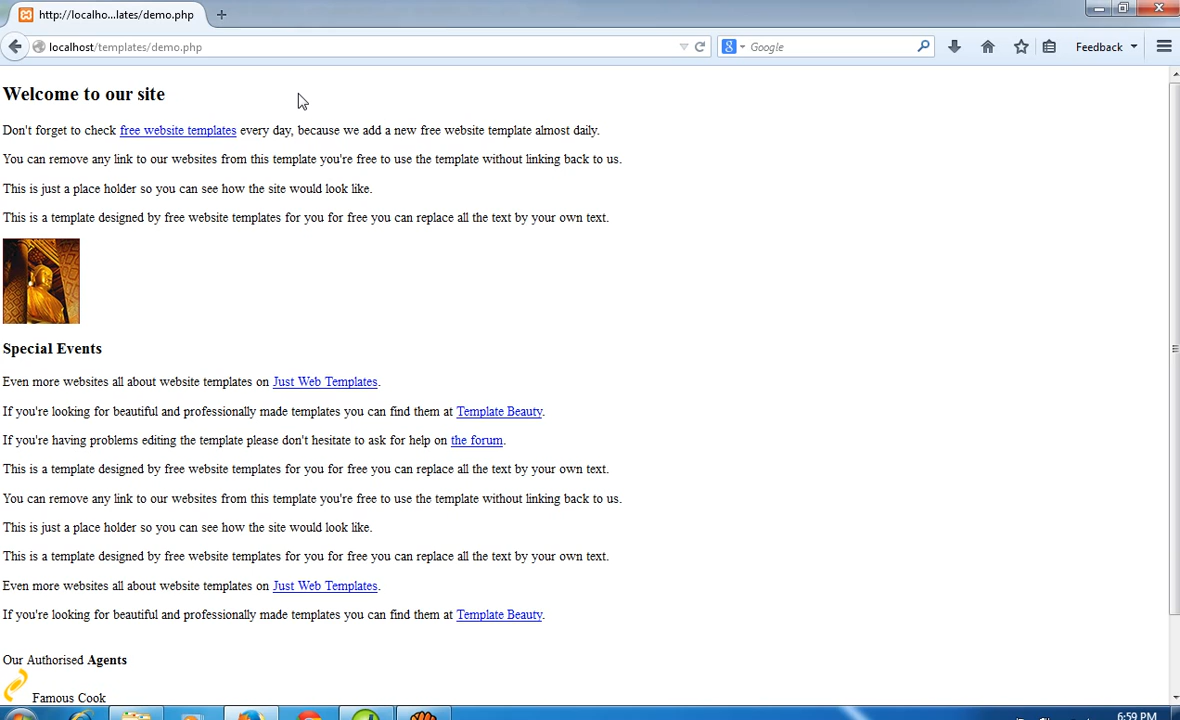 http://localho...lates/demo.php
localhost/templates/demo.php
Google
Feedback
Welcome to our site
Don't forget to check free website templates every day, because we add a new free website template almost daily.
You can remove any link to our websites from this template you're free to use the template without linking back to us.
This is just a place holder so you can see how the site would look like.
This is a template designed by free website templates for you for free you can replace all the text by your own text.
Special Events
Even more websites all about website templates on Just Web Templates.
If you're looking for beautiful and professionally made templates you can find them at Template Beauty.
If you're having problems editing the template please don't hesitate to ask for help on the forum.
This is a template designed by free website templates for you for free you can replace all the text by your own text.
You can remove any link to our websites from this template you're free to use the template without linking back to us.
This is just a place holder so you can see how the site would look like.
This is a template designed by free website templates for you for free you can replace all the text by your own text.
Even more websites all about website templates on Just Web Templates.
If you're looking for beautiful and professionally made templates you can find them at Template Beauty.
Our Authorised Agents
Famous Cook
6:59 PM